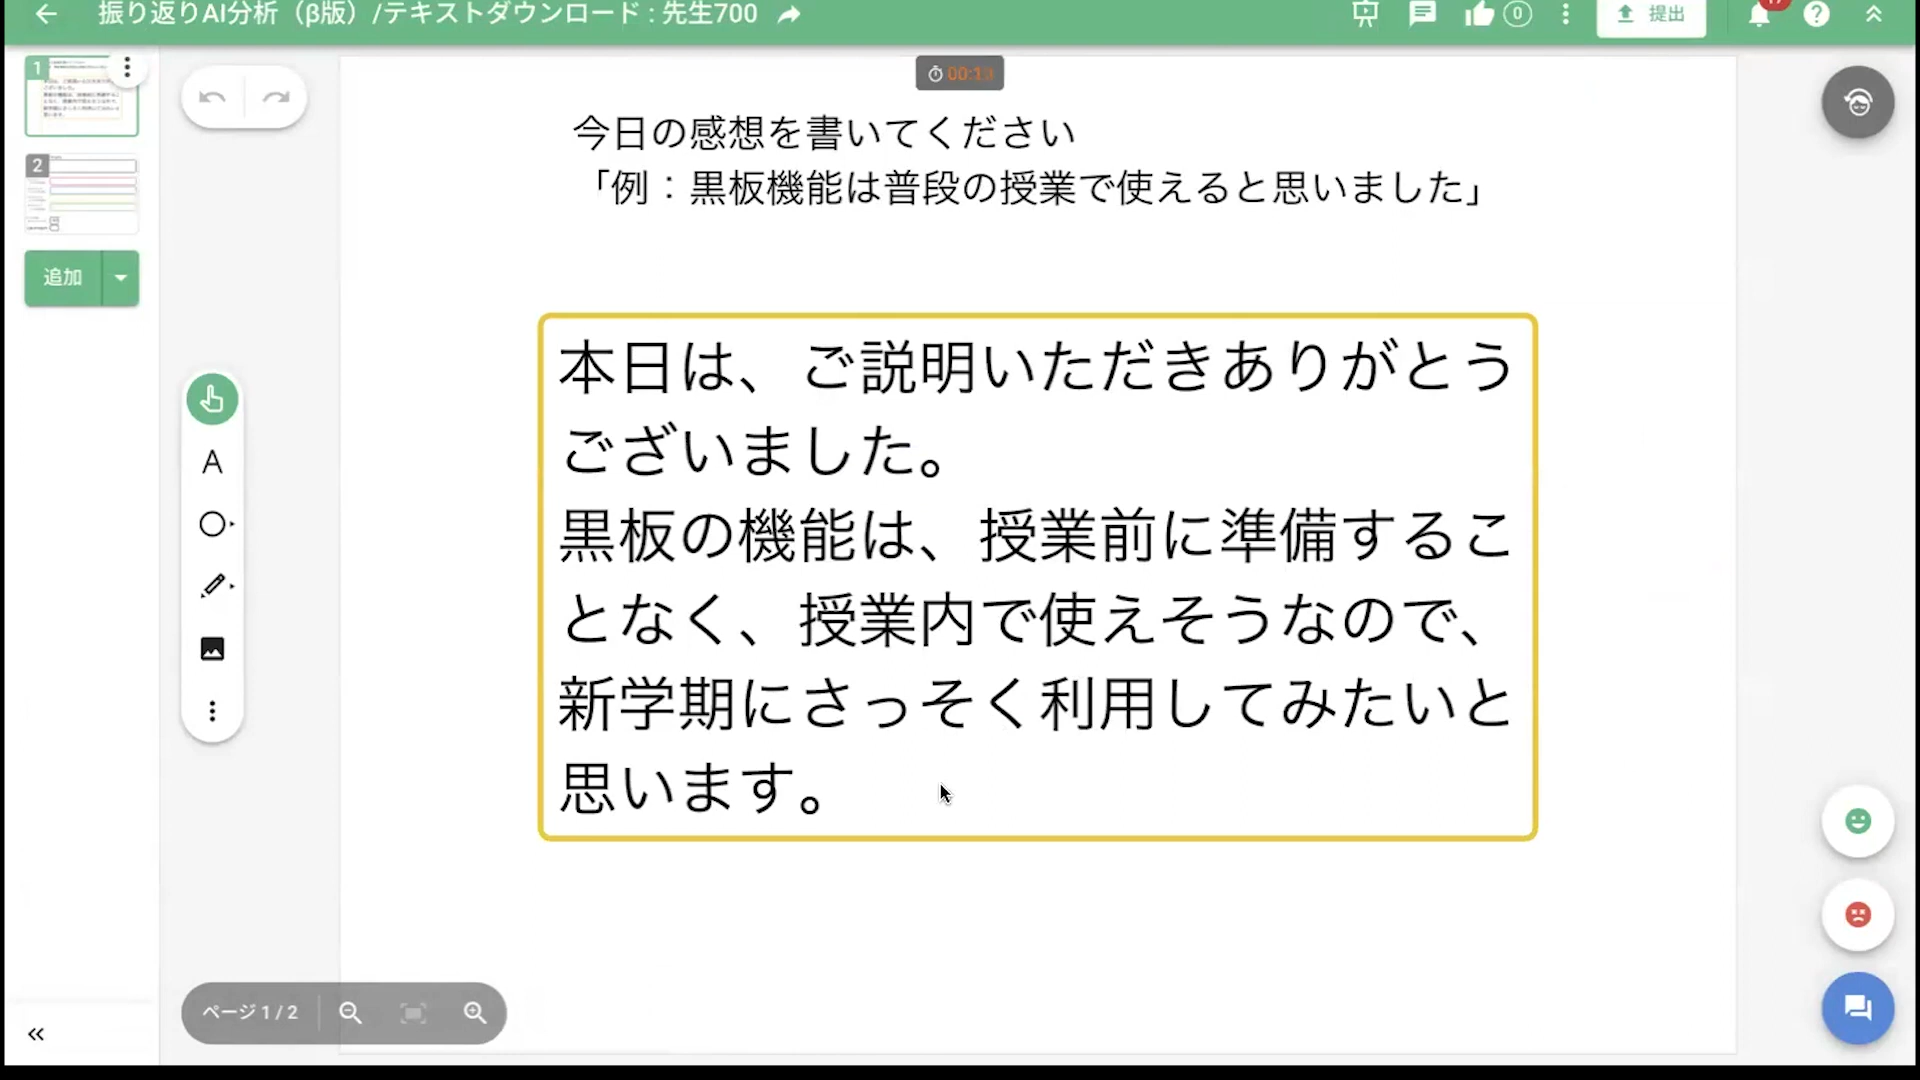 振り返りAI分析（β版）/テキストダウンロード : 先生700
0
提出
1
2
追加
今日の感想を書いてください
「例：黒板機能は普段の授業で使えると思いました」
本日は、ご説明いただきありがとう
ございました。
黒板の機能は、授業前に準備するこ
となく、授業内で使えそうなので、
新学期にさっそく利用してみたいと
思います。
A
ページ 1 / 2